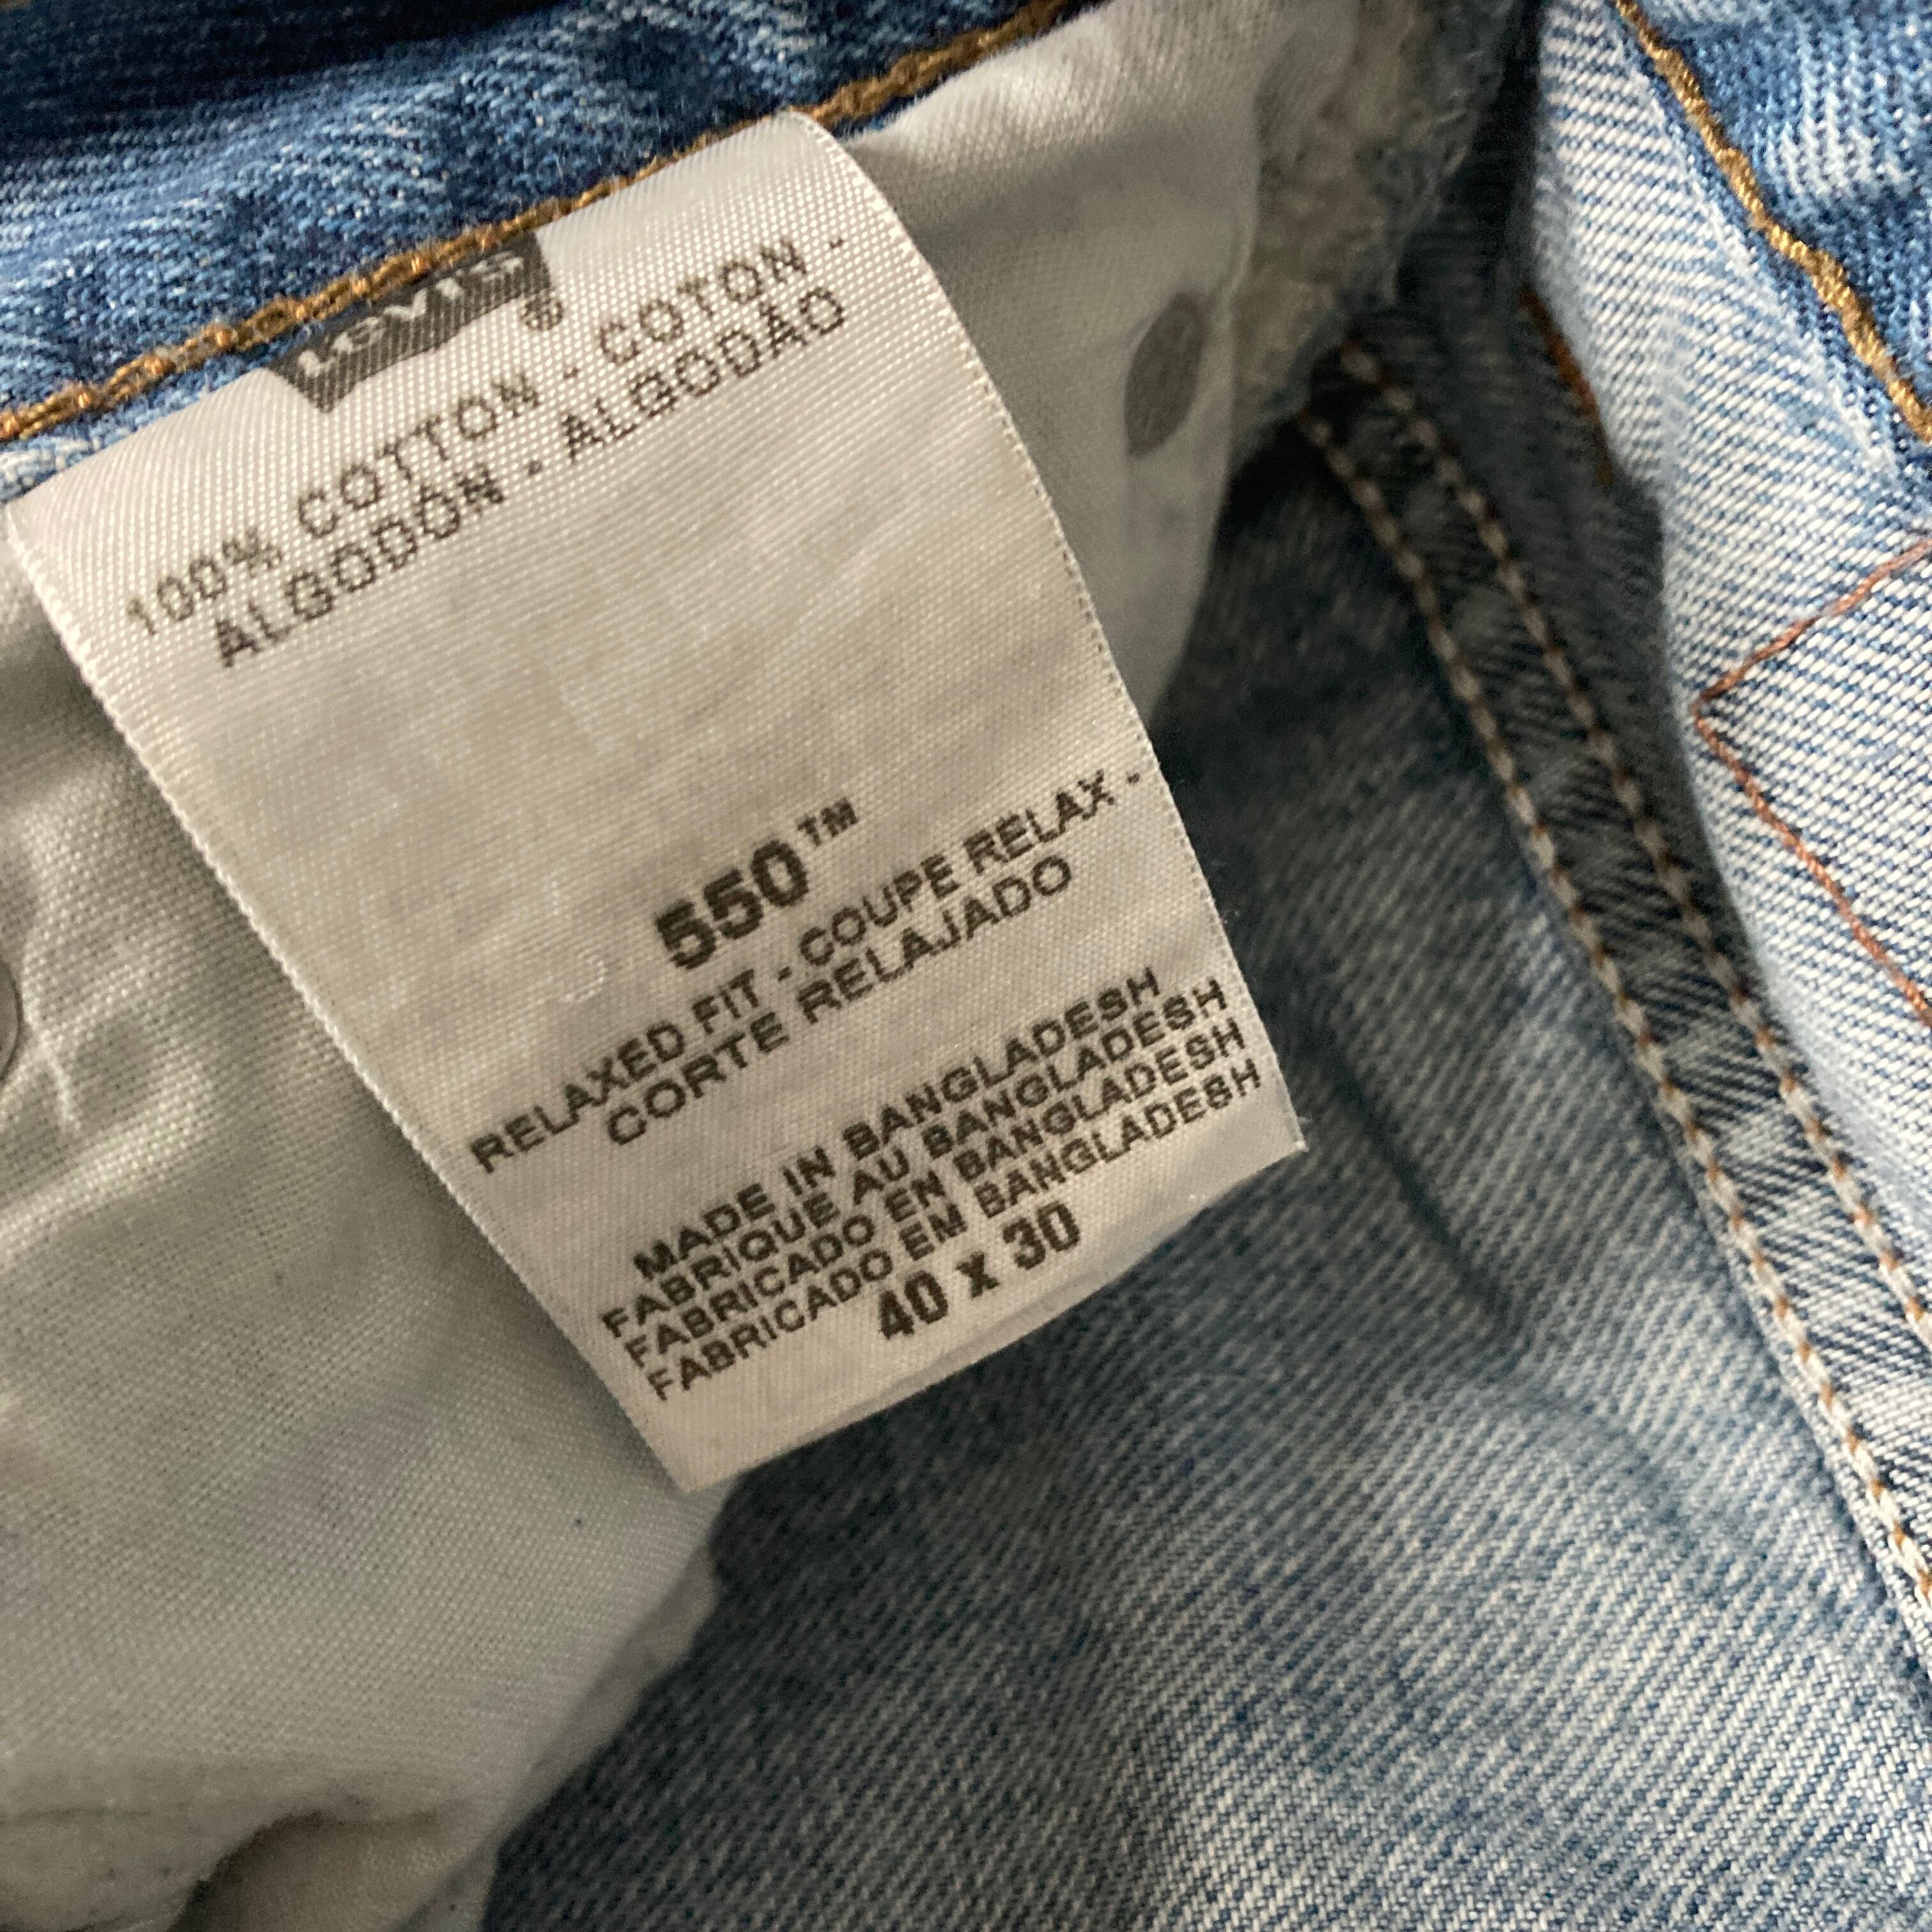 Levi's®
100% COTTON - COTON -
ALGODÓN - ALGODÃO
550™
RELAXED FIT - COUPE RELAX -
CORTE RELAJADO
MADE IN BANGLADESH
FABRIQUE AU BANGLADESH
FABRICADO EN BANGLADESH
FABRICADO EM BANGLADESH
40 x 30